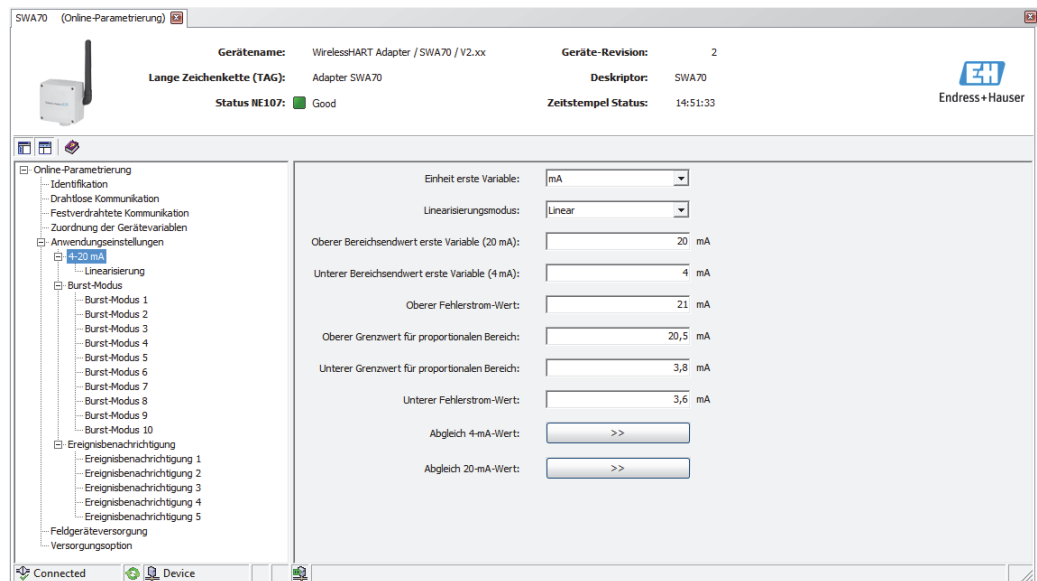 SWA70 (Online-Parametrierung)
Gerätename: WirelessHART Adapter / SWA70 / V2.xx Geräte-Revision: 2
Lange Zeichenkette (TAG): Adapter SWA70 Deskriptor: SWA70
Status NE107: Good Zeitstempel Status: 14:51:33
EH
Endress+Hauser
Online-Parametrierung
Identifikation
Drahtlose Kommunikation
Festverdrahtete Kommunikation
Zuordnung der Gerätevariablen
Anwendungseinstellungen
4-20 mA
Linearisierung
Burst-Modus
Burst-Modus 1
Burst-Modus 2
Burst-Modus 3
Burst-Modus 4
Burst-Modus 5
Burst-Modus 6
Burst-Modus 7
Burst-Modus 8
Burst-Modus 9
Burst-Modus 10
Ereignisbenachrichtigung
Ereignisbenachrichtigung 1
Ereignisbenachrichtigung 2
Ereignisbenachrichtigung 3
Ereignisbenachrichtigung 4
Ereignisbenachrichtigung 5
Feldgeräteversorgung
Versorgungsoption
Einheit erste Variable: mA
Linearisierungsmodus: Linear
Oberer Bereichsendwert erste Variable (20 mA): 20 mA
Unterer Bereichsendwert erste Variable (4 mA): 4 mA
Oberer Fehlerstrom-Wert: 21 mA
Oberer Grenzwert für proportionalen Bereich: 20,5 mA
Unterer Grenzwert für proportionalen Bereich: 3,8 mA
Unterer Fehlerstrom-Wert: 3,6 mA
Abgleich 4-mA-Wert: >>
Abgleich 20-mA-Wert: >>
Connected Device